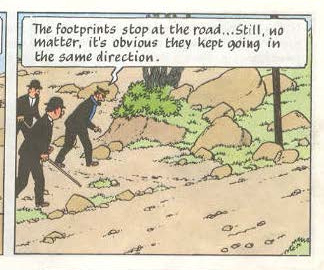 The footprints stop at the road...Still, no
matter, it's obvious they kept going in
the same direction.